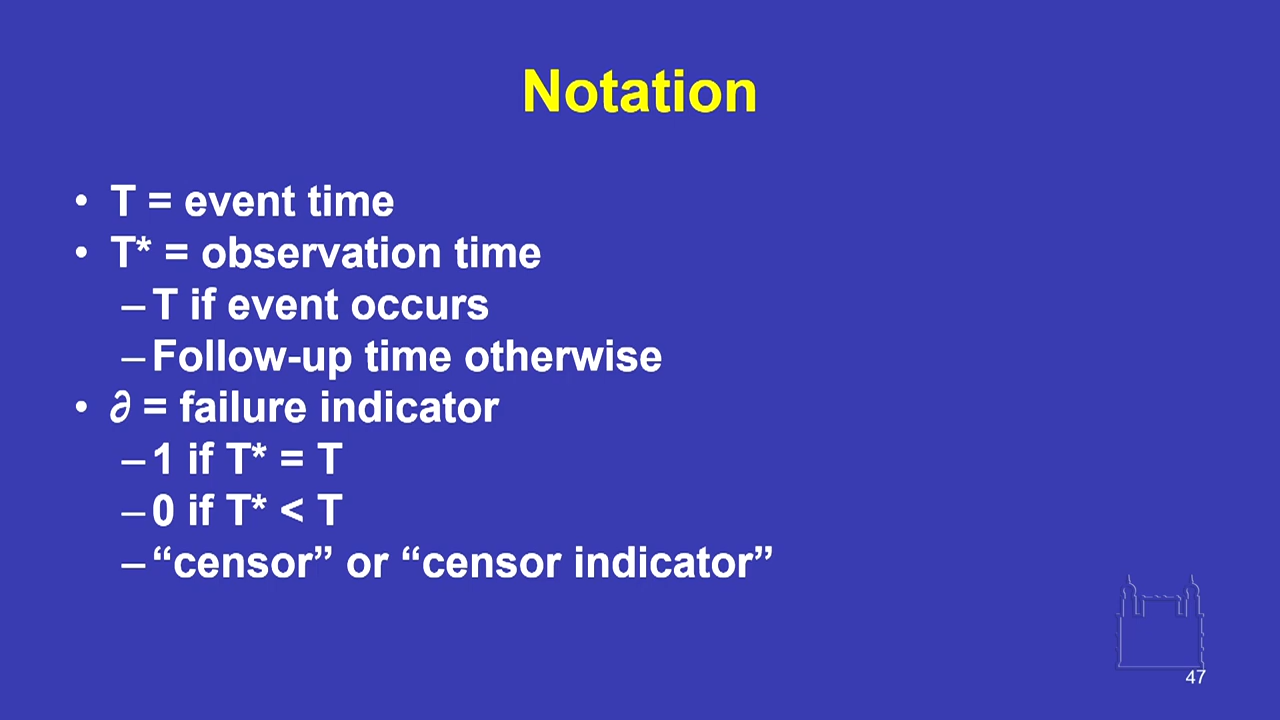 Notation
• T = event time
• T* = observation time
– T if event occurs
– Follow-up time otherwise
• ∂ = failure indicator
– 1 if T* = T
– 0 if T* < T
– “censor” or “censor indicator”
47